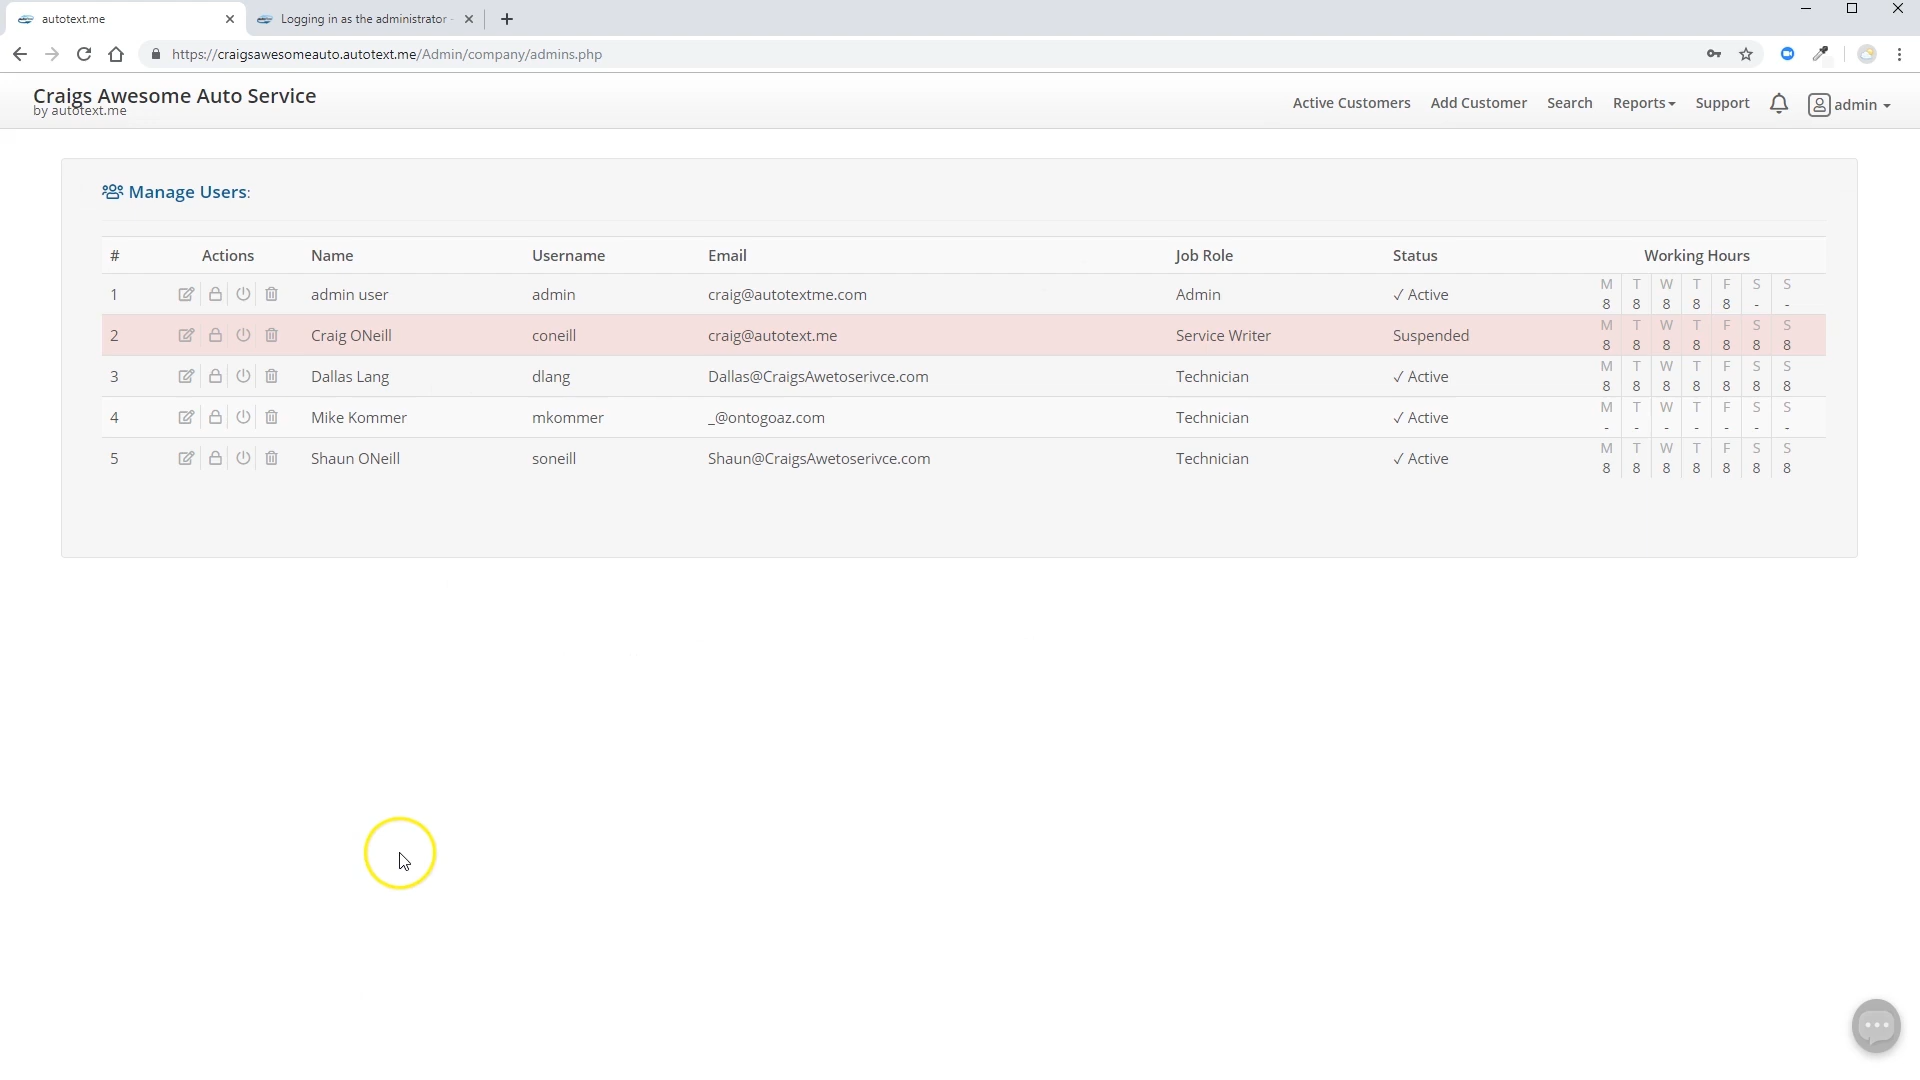 autotext.me
Logging in as the administrator -
https://craigsawesomeauto.autotext.me/Admin/company/admins.php
Craigs Awesome Auto Service
by autotext.me
Active Customers Add Customer Search Reports Support admin
Manage Users:
# Actions Name Username Email Job Role Status Working Hours
1 admin user admin craig@autotextme.com Admin ✓ Active M T W T F S S
8 8 8 8 8 - -
2 Craig ONeill coneill craig@autotext.me Service Writer Suspended M T W T F S S
8 8 8 8 8 8 8
3 Dallas Lang dlang Dallas@CraigsAwetoserivce.com Technician ✓ Active M T W T F S S
8 8 8 8 8 8 8
4 Mike Kommer mkommer _@ontogoaz.com Technician ✓ Active M T W T F S S
- - - - - - -
5 Shaun ONeill soneill Shaun@CraigsAwetoserivce.com Technician ✓ Active M T W T F S S
8 8 8 8 8 8 8